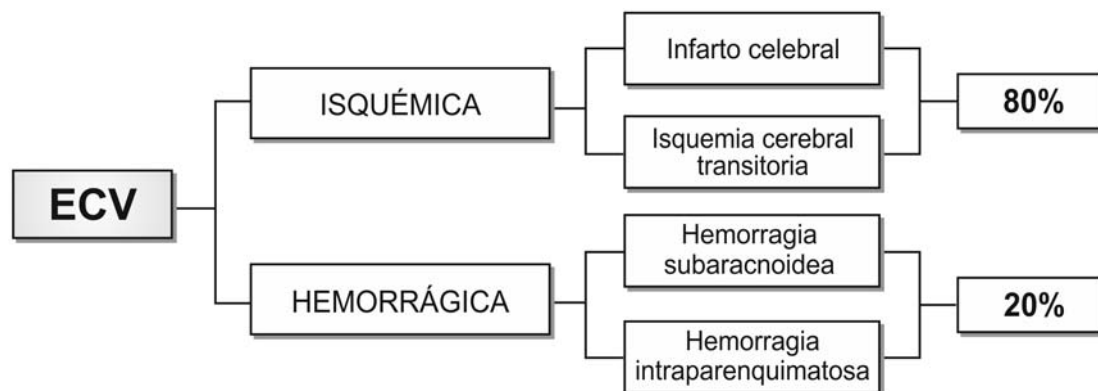 ECV
ISQUÉMICA
Infarto celebral
Isquemia cerebral
transitoria
80%
HEMORRÁGICA
Hemorragia
subaracnoidea
Hemorragia
intraparenquimatosa
20%